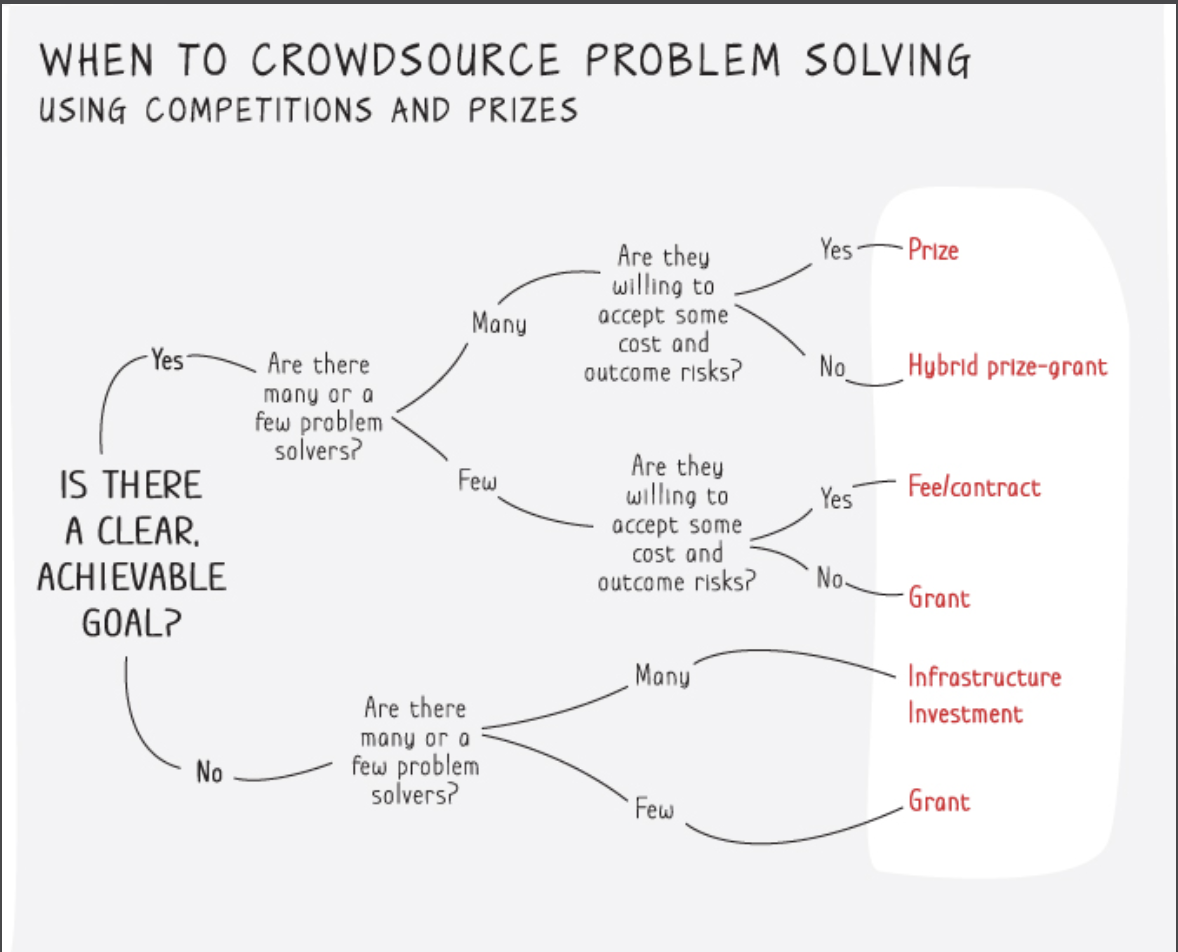 WHEN TO CROWDSOURCE PROBLEM SOLVING
USING COMPETITIONS AND PRIZES
IS THERE
A CLEAR,
ACHIEVABLE
GOAL?
Yes
Are there
many or a
few problem
solvers?
Many
Are they
willing to
accept some
cost and
outcome risks?
Yes
Prize
No
Hybrid prize-grant
Few
Are they
willing to
accept some
cost and
outcome risks?
Yes
Fee/contract
No
Grant
No
Are there
many or a
few problem
solvers?
Many
Infrastructure
Investment
Few
Grant